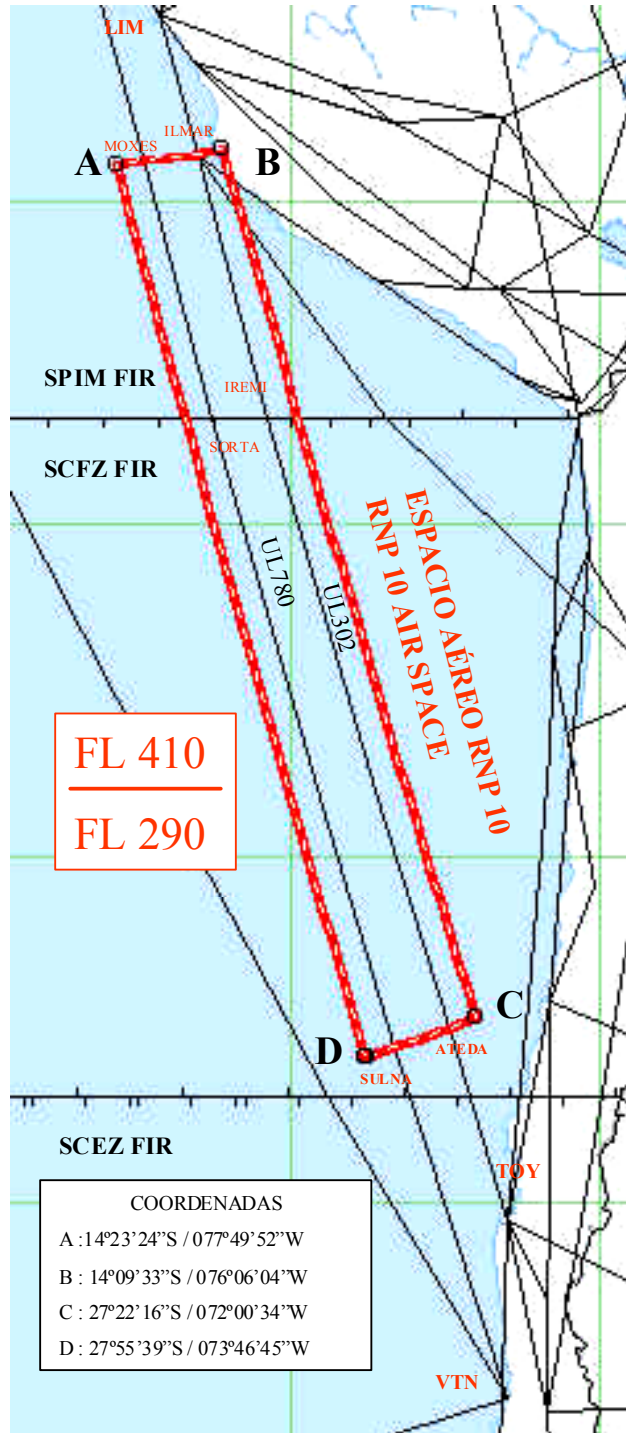 LIM
ILMAR
MOXES
A
B
SPIM FIR
IREMI
SORTA
SCFZ FIR
ESPACIO AÉREO RNP 10
RNP 10 AIR SPACE
UL780
UL302
FL 410
FL 290
C
D
ATEDA
SULNA
SCEZ FIR
TOY
COORDENADAS
A :14º23'24”S / 077º49’52”W
B : 14º09’33”S / 076º06’04”W
C : 27º22’16”S / 072º00’34”W
D : 27º55’39”S / 073º46’45”W
VTN